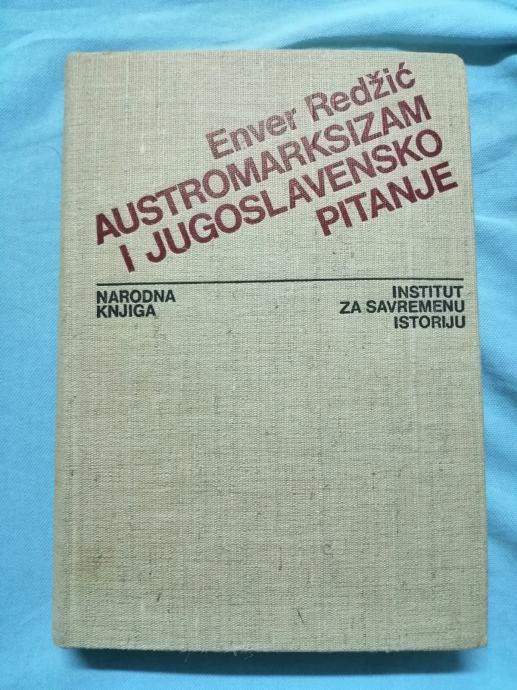 Enver Redžić
AUSTROMARKSIZAM
I JUGOSLAVENSKO
PITANJE
NARODNA
KNJIGA
INSTITUT
ZA SAVREMENU
ISTORIJU